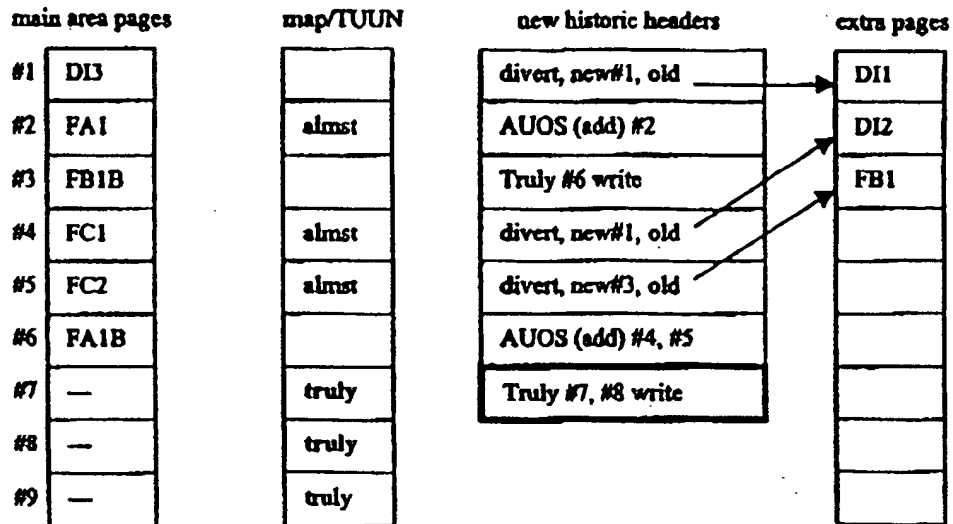 main area pages map/TUUN new historic headers extra pages
#1 DI3 divert, new#1, old DI1
#2 FA1 almst AUOS (add) #2 DI2
#3 FB1B Truly #6 write FB1
#4 FC1 almst divert, new#1, old
#5 FC2 almst divert, new#3, old
#6 FA1B AUOS (add) #4, #5
#7 — truly Truly #7, #8 write
#8 — truly
#9 — truly